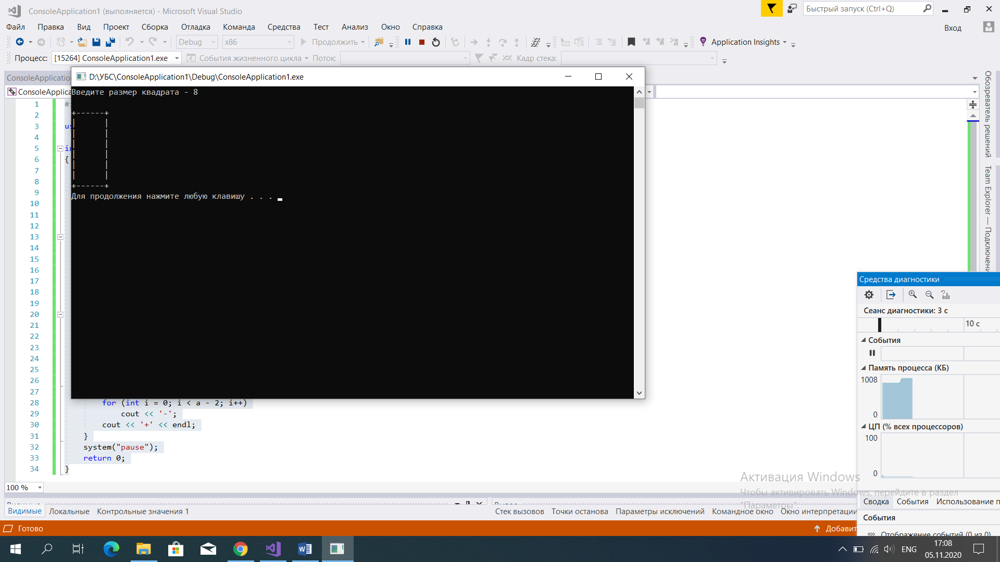 ConsoleApplication1 (выполняется) - Microsoft Visual Studio
Быстрый запуск (Ctrl+Q)
Файл Правка Вид Проект Сборка Отладка Команда Средства Тест Анализ Окно Справка
Вход
Debug x86 Продолжить Application Insights
Процесс: [15264] ConsoleApplication1.exe События жизненного цикла Поток: Кадр стека:
D:\УБС\ConsoleApplication1\Debug\ConsoleApplication1.exe
Введите размер квадрата - 8
+------+
|      |
|      |
|      |
|      |
|      |
|      |
+------+
Для продолжения нажмите любую клавишу . . .
1
2
3
4
5
6 {
7
8
9
10
11
12
13
14
15
16
17
18
19
20
21
22
23
24
25
26
27
28 for (int i = 0; i < a - 2; i++)
29 cout << '-';
30 cout << '+' << endl;
31 }
32 system("pause");
33 return 0;
34 }
100 %
Обозреватель решений
Team Explorer —
Средства диагностики
Сеанс диагностики: 3 с
10 с
События
Память процесса (КБ)
1008
0
ЦП (% всех процессоров)
100
0
Сводка События Использование
События
Отображение событий (0 из 0)
Активация Windows
Чтобы активировать Windows, перейдите в раздел
"Параметры".
Видимые Локальные Контрольные значения 1
Стек вызовов Точки останова Параметры исключений Командное окно Окно интерпретации
Готово
ENG
17:08
05.11.2020